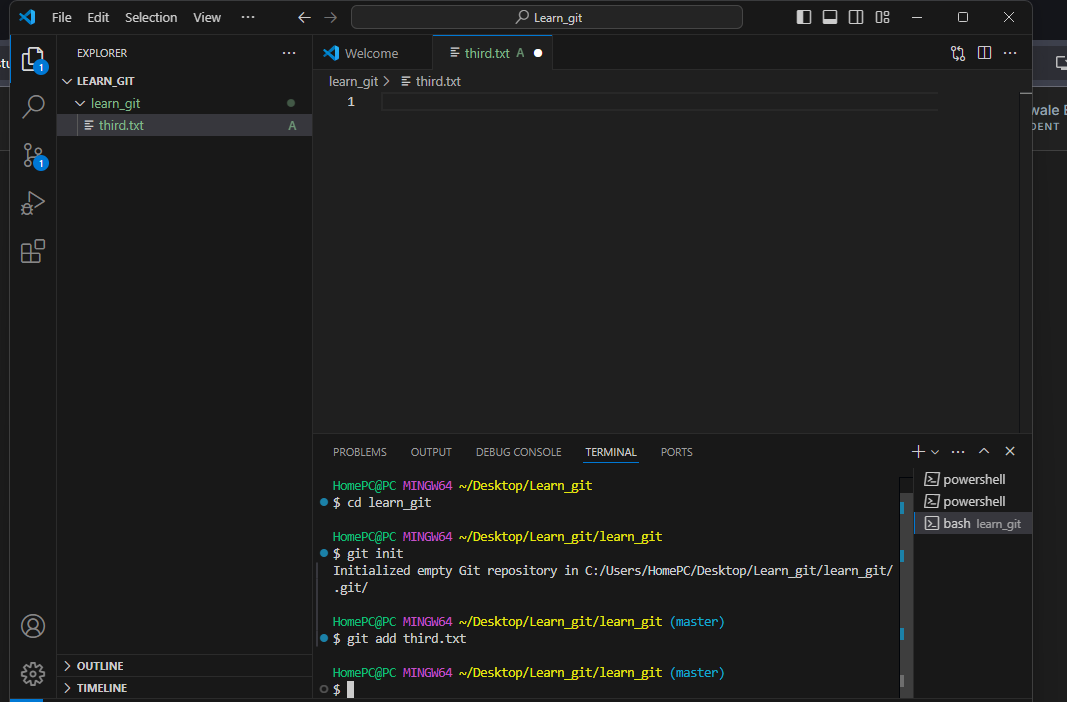 File Edit Selection View ...
Learn_git
EXPLORER ...
LEARN_GIT
learn_git
third.txt A
OUTLINE
TIMELINE
1
1
Welcome
third.txt A
learn_git > third.txt
1
PROBLEMS OUTPUT DEBUG CONSOLE TERMINAL PORTS
HomePC@PC MINGW64 ~/Desktop/Learn_git
$ cd learn_git
HomePC@PC MINGW64 ~/Desktop/Learn_git/learn_git
$ git init
Initialized empty Git repository in C:/Users/HomePC/Desktop/Learn_git/learn_git/
.git/
HomePC@PC MINGW64 ~/Desktop/Learn_git/learn_git (master)
$ git add third.txt
HomePC@PC MINGW64 ~/Desktop/Learn_git/learn_git (master)
$
powershell
powershell
bash learn_git